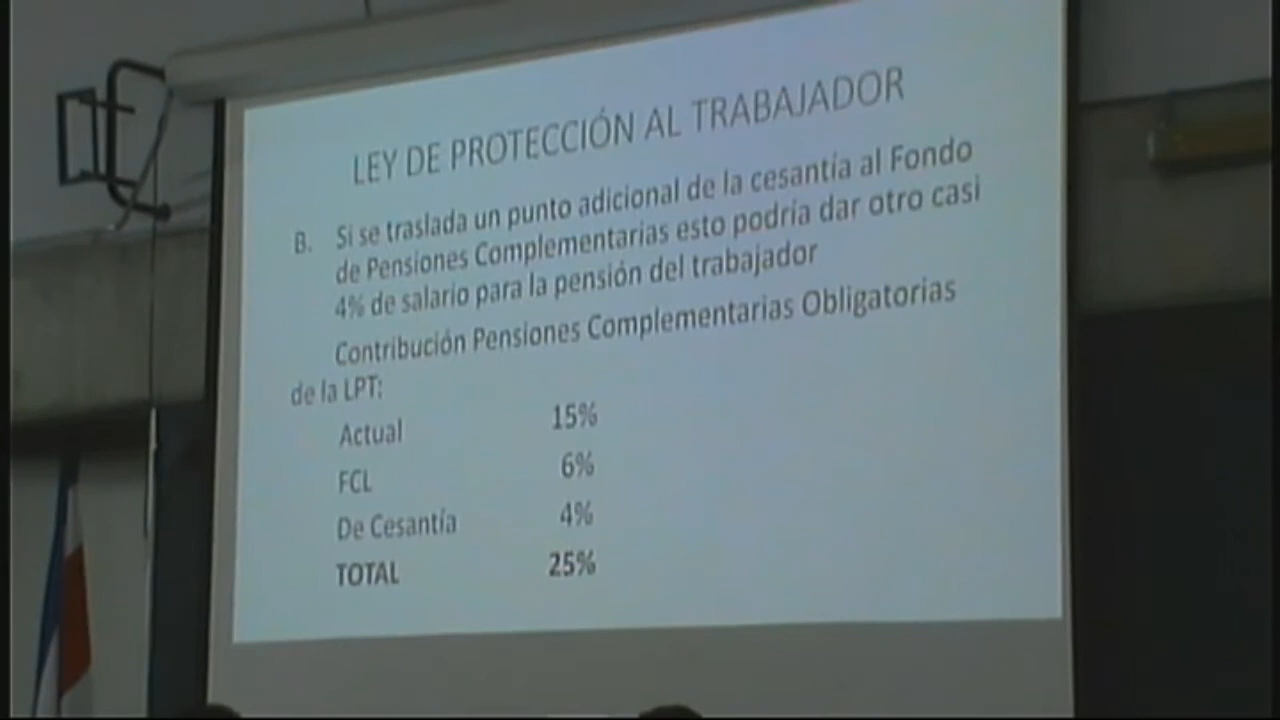 LEY DE PROTECCIÓN AL TRABAJADOR
B. Si se traslada un punto adicional de la cesantía al Fondo
de Pensiones Complementarias esto podría dar otro casi
4% de salario para la pensión del trabajador
Contribución Pensiones Complementarias Obligatorias
de la LPT:
Actual 15%
FCL 6%
De Cesantía 4%
TOTAL 25%